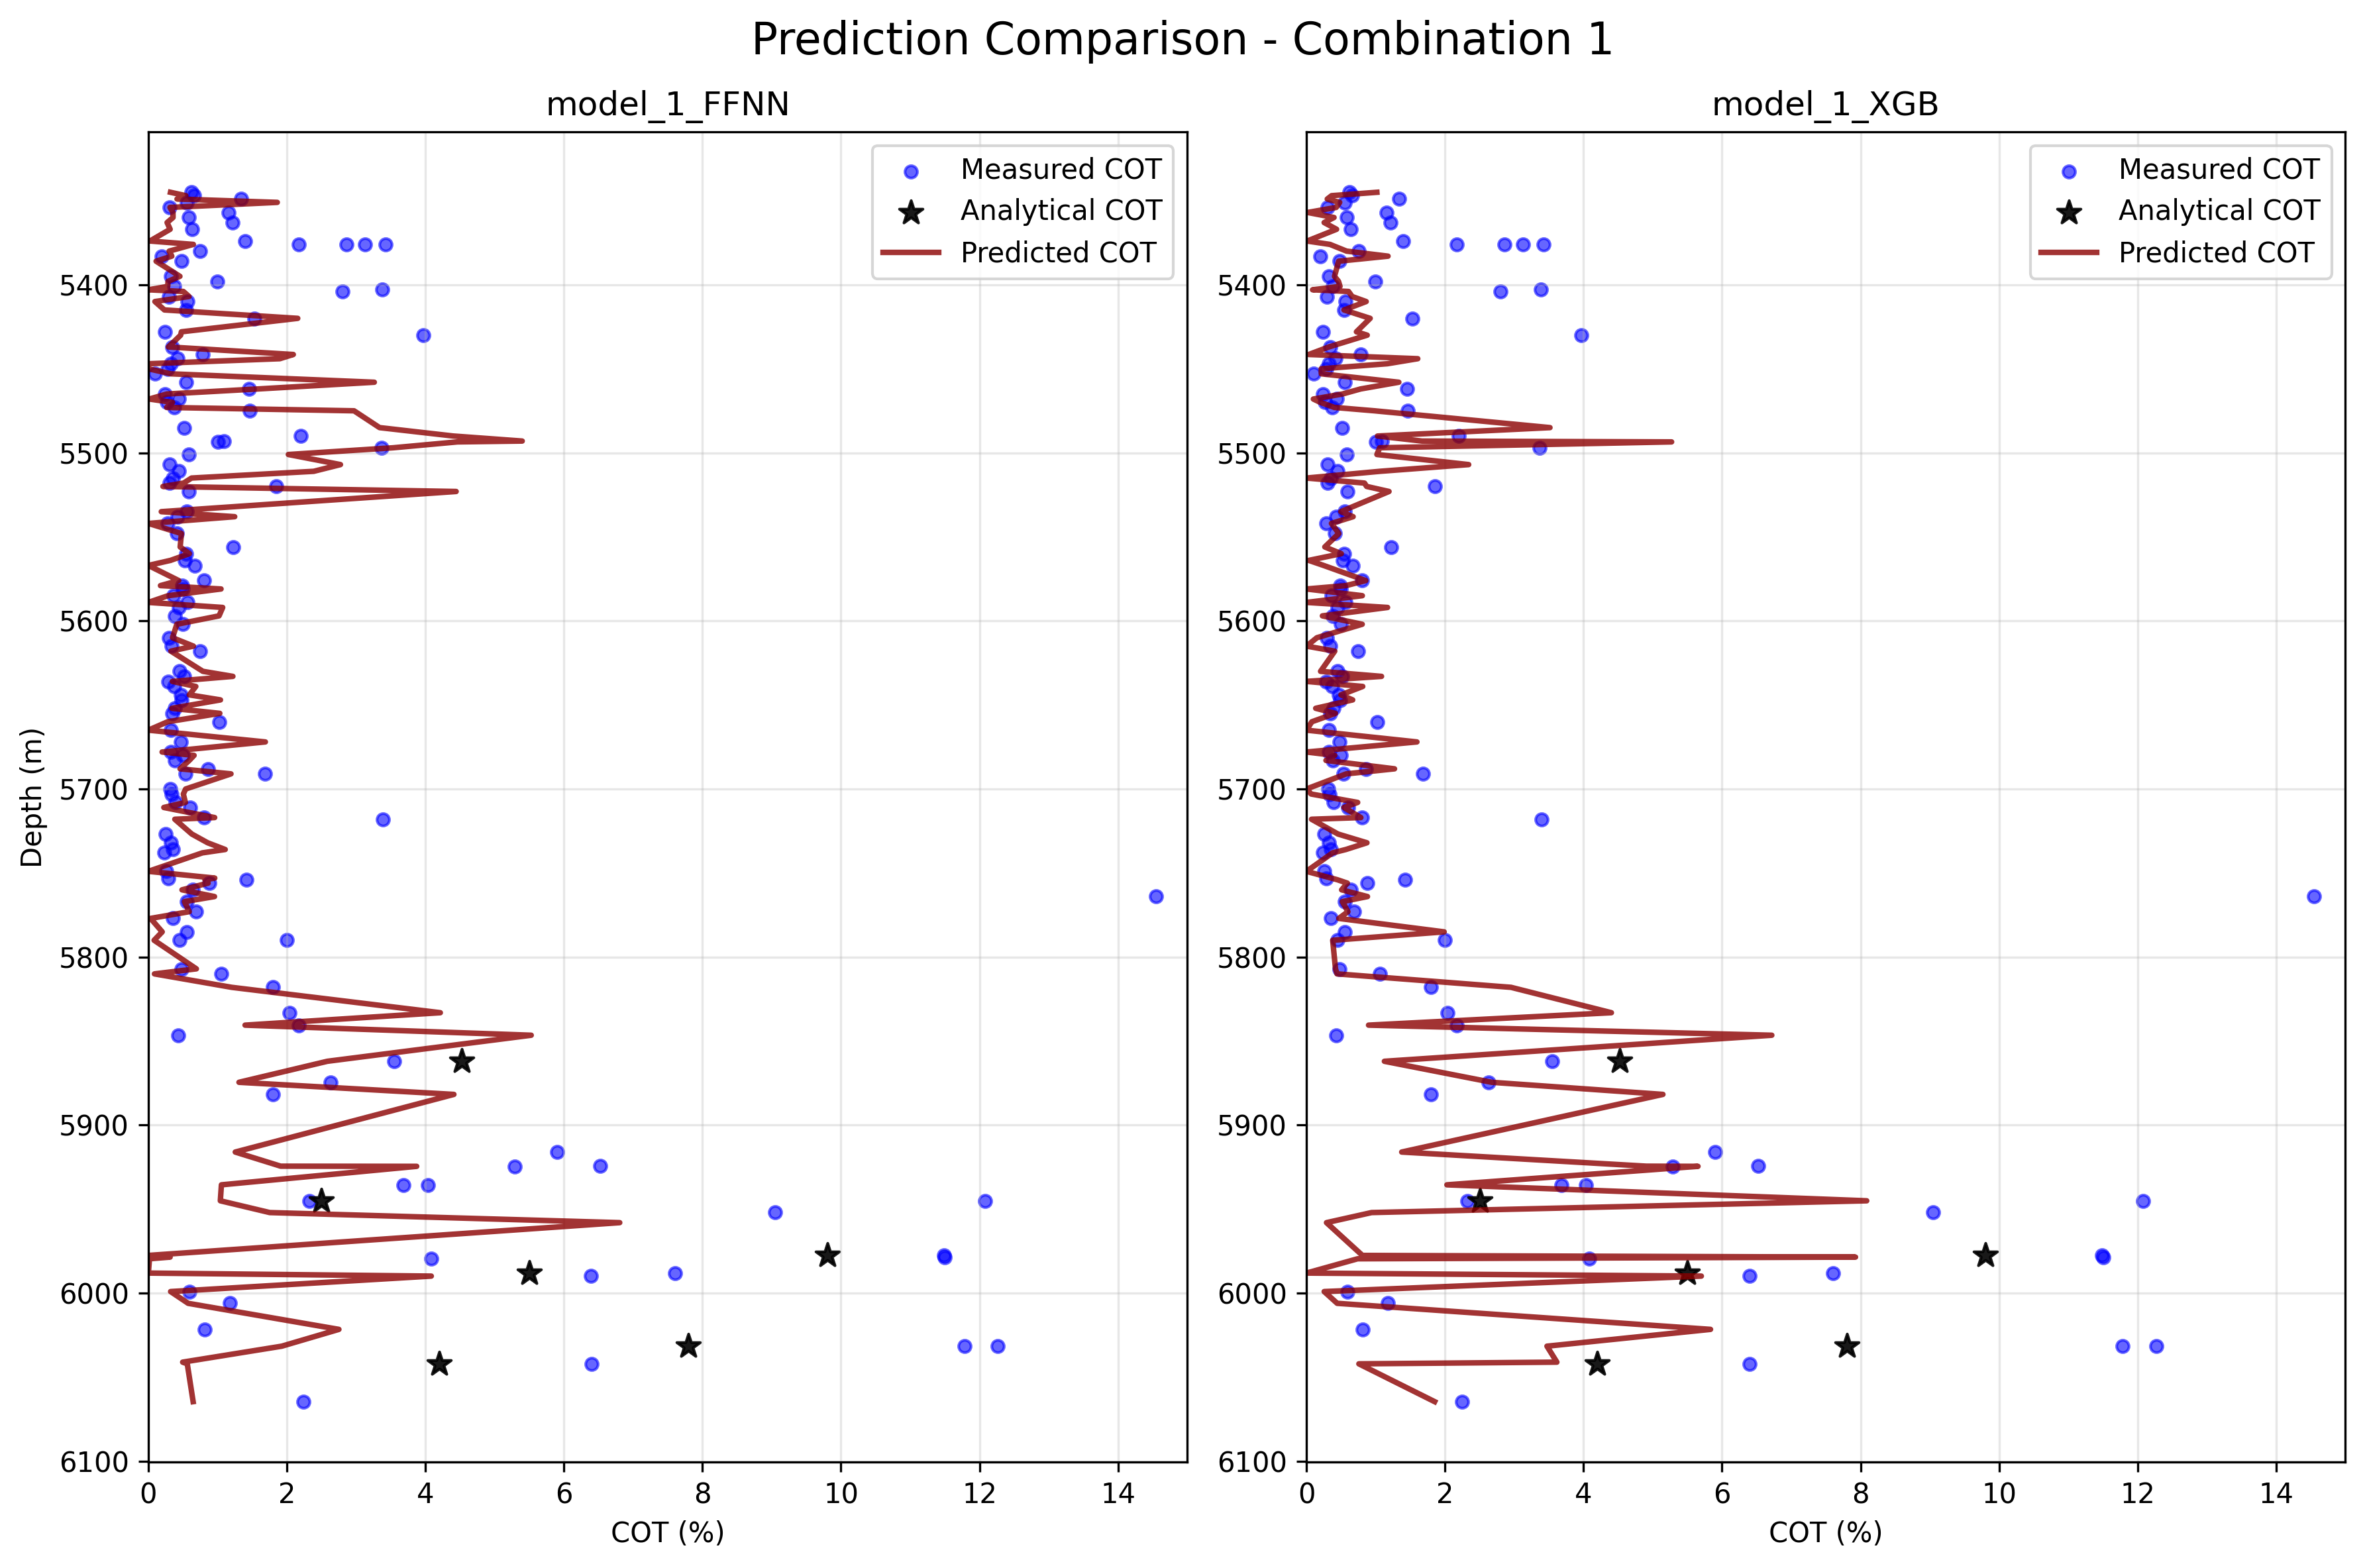 Prediction Comparison - Combination 1
model_1_FFNN
Measured COT
Analytical COT
Predicted COT
Depth (m)
5400
5500
5600
5700
5800
5900
6000
6100
0 2 4 6 8 10 12 14
COT (%)
model_1_XGB
Measured COT
Analytical COT
Predicted COT
5400
5500
5600
5700
5800
5900
6000
6100
0 2 4 6 8 10 12 14
COT (%)